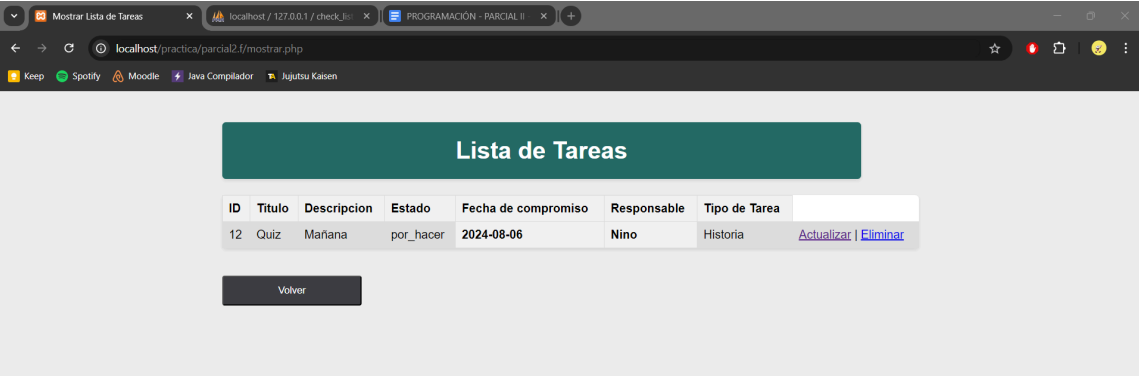 Mostrar Lista de Tareas
localhost / 127.0.0.1 / check_list
PROGRAMACIÓN - PARCIAL II -
localhost/practica/parcial2.f/mostrar.php
Keep Spotify Moodle Java Compilador Jujutsu Kaisen
Lista de Tareas
ID Titulo Descripcion Estado Fecha de compromiso Responsable Tipo de Tarea
12 Quiz Mañana por_hacer 2024-08-06 Nino Historia Actualizar | Eliminar
Volver